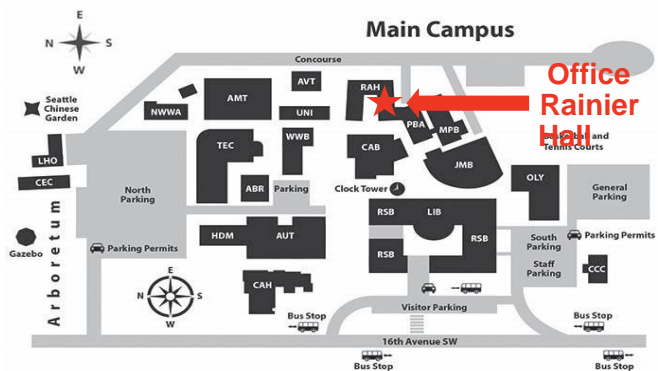 Main Campus
E
N
S
W
Concourse
Office
Rainier
Hall
Basketball and
Tennis Courts
Seattle
Chinese
Garden
NWWA
AMT
AVT
UNI
RAH
PBA
MPB
TEC
WWB
CAB
JMB
LHO
CEC
ABR
Parking
Clock Tower
OLY
General
Parking
North
Parking
RSB
LIB
RSB
RSB
Arboretum
Gazebo
Parking Permits
HDM
AUT
South
Parking
Staff
Parking
Parking Permits
CCC
E
N
S
W
CAH
Visitor Parking
Bus Stop
Bus Stop
16th Avenue SW
Bus Stop
Bus Stop